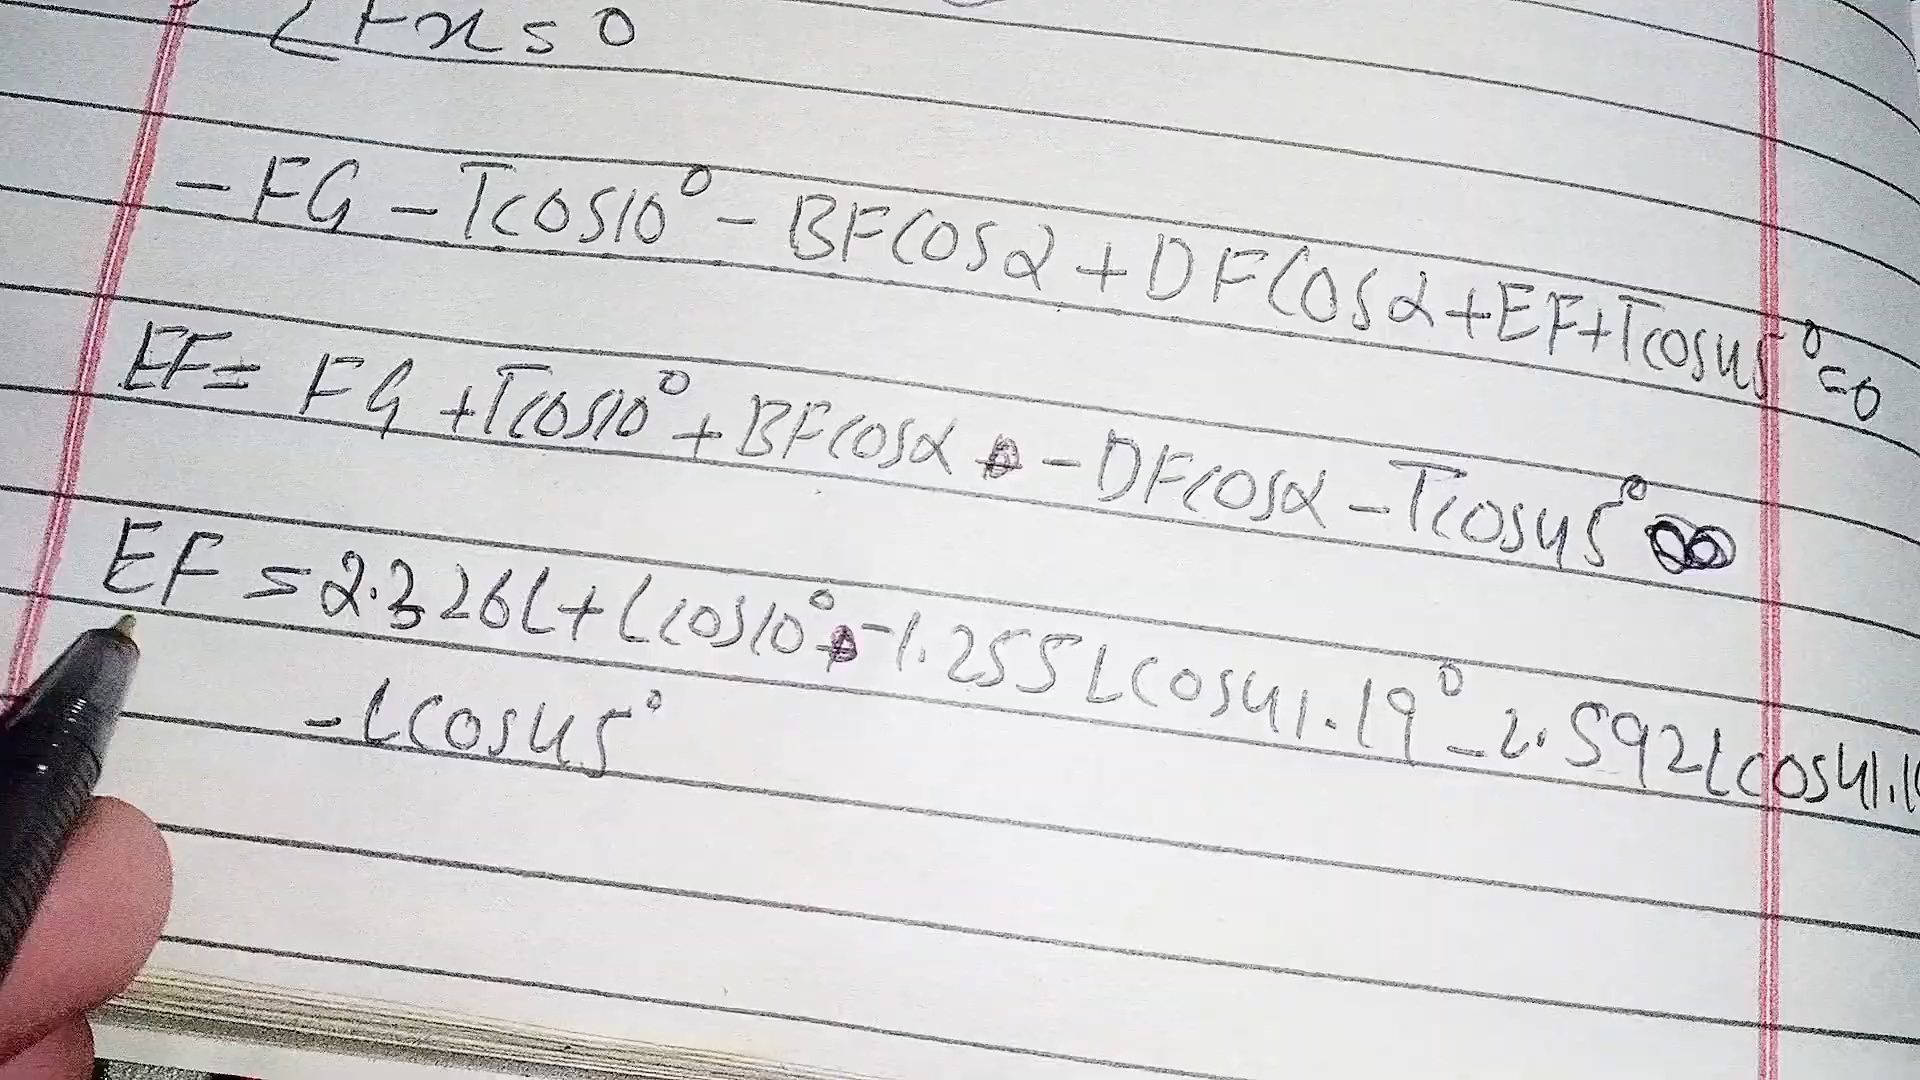 ΣFx = 0
- FG - Tcos10° - BFcosα + DFcosα + EF + Tcos45° = 0
EF = FG + Tcos10° + BFcosα - DFcosα - Tcos45°
EF = 2.326L + Lcos10° - 1.255Lcos41.19° - 2.592Lcos41.1
- Lcos45°